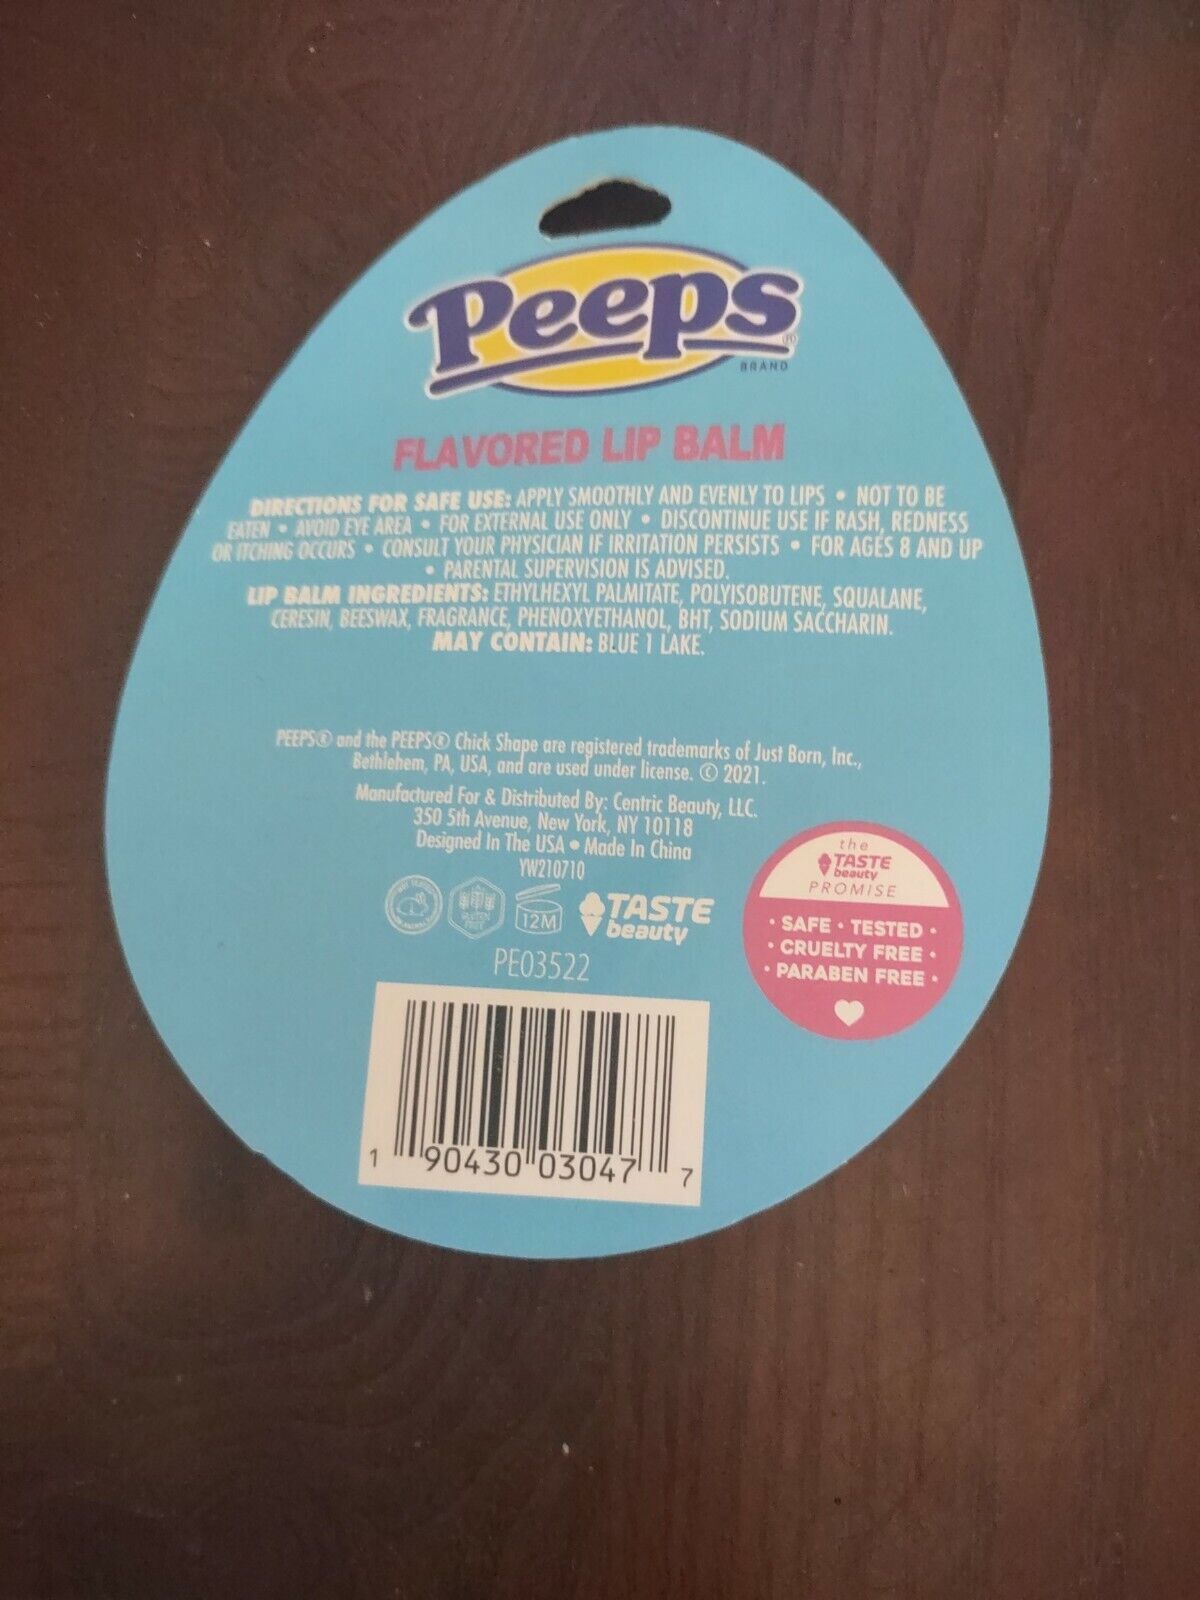 Peeps®
BRAND
FLAVORED LIP BALM
DIRECTIONS FOR SAFE USE: APPLY SMOOTHLY AND EVENLY TO LIPS • NOT TO BE
EATEN • AVOID EYE AREA • FOR EXTERNAL USE ONLY • DISCONTINUE USE IF RASH, REDNESS
OR ITCHING OCCURS • CONSULT YOUR PHYSICIAN IF IRRITATION PERSISTS • FOR AGES 8 AND UP
• PARENTAL SUPERVISION IS ADVISED.
LIP BALM INGREDIENTS: ETHYLHEXYL PALMITATE, POLYISOBUTENE, SQUALANE,
CERESIN, BEESWAX, FRAGRANCE, PHENOXYETHANOL, BHT, SODIUM SACCHARIN.
MAY CONTAIN: BLUE 1 LAKE.
PEEPS® and the PEEPS® Chick Shape are registered trademarks of Just Born, Inc.,
Bethlehem, PA, USA, and are used under license. © 2021.
Manufactured For & Distributed By: Centric Beauty, LLC.
350 5th Avenue, New York, NY 10118
Designed In The USA • Made In China
YW210710
NOT TESTED
ON ANIMALS
GLUTEN
FREE
12M
TASTE
beauty
PE03522
the
TASTE
beauty
PROMISE
• SAFE • TESTED •
• CRUELTY FREE •
• PARABEN FREE •
1 90430 03047 7